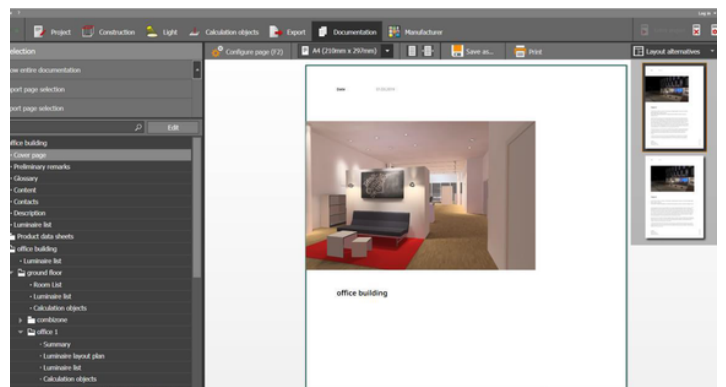 Project Construction Light Calculation objects Export Documentation Manufacturer
election
Configure page (F2) A4 (210mm x 297mm) Save as... Print Layout alternatives
ow entire documentation
port page selection
port page selection
Edit
ffice building
Cover page
Preliminary remarks
Glossary
Content
Contacts
Description
Luminaire list
Product data sheets
office building
Luminaire list
ground floor
Room List
Luminaire list
Calculation objects
combizone
office 1
Summary
Luminaire layout plan
Luminaire list
Calculation objects
office building